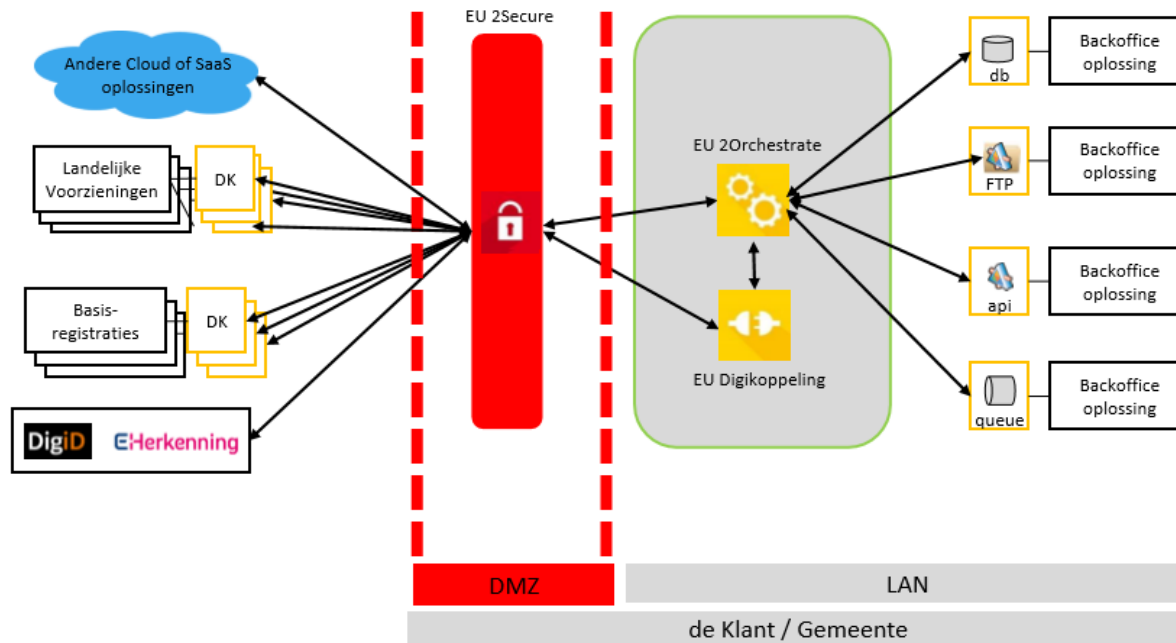 EU 2Secure
Andere Cloud of SaaS
oplossingen
Landelijke
Voorzieningen
DK
Basis-
registraties
DK
DigiD
EHerkenning
EU 2Orchestrate
EU Digikoppeling
db
Backoffice
oplossing
FTP
Backoffice
oplossing
api
Backoffice
oplossing
queue
Backoffice
oplossing
DMZ
LAN
de Klant / Gemeente